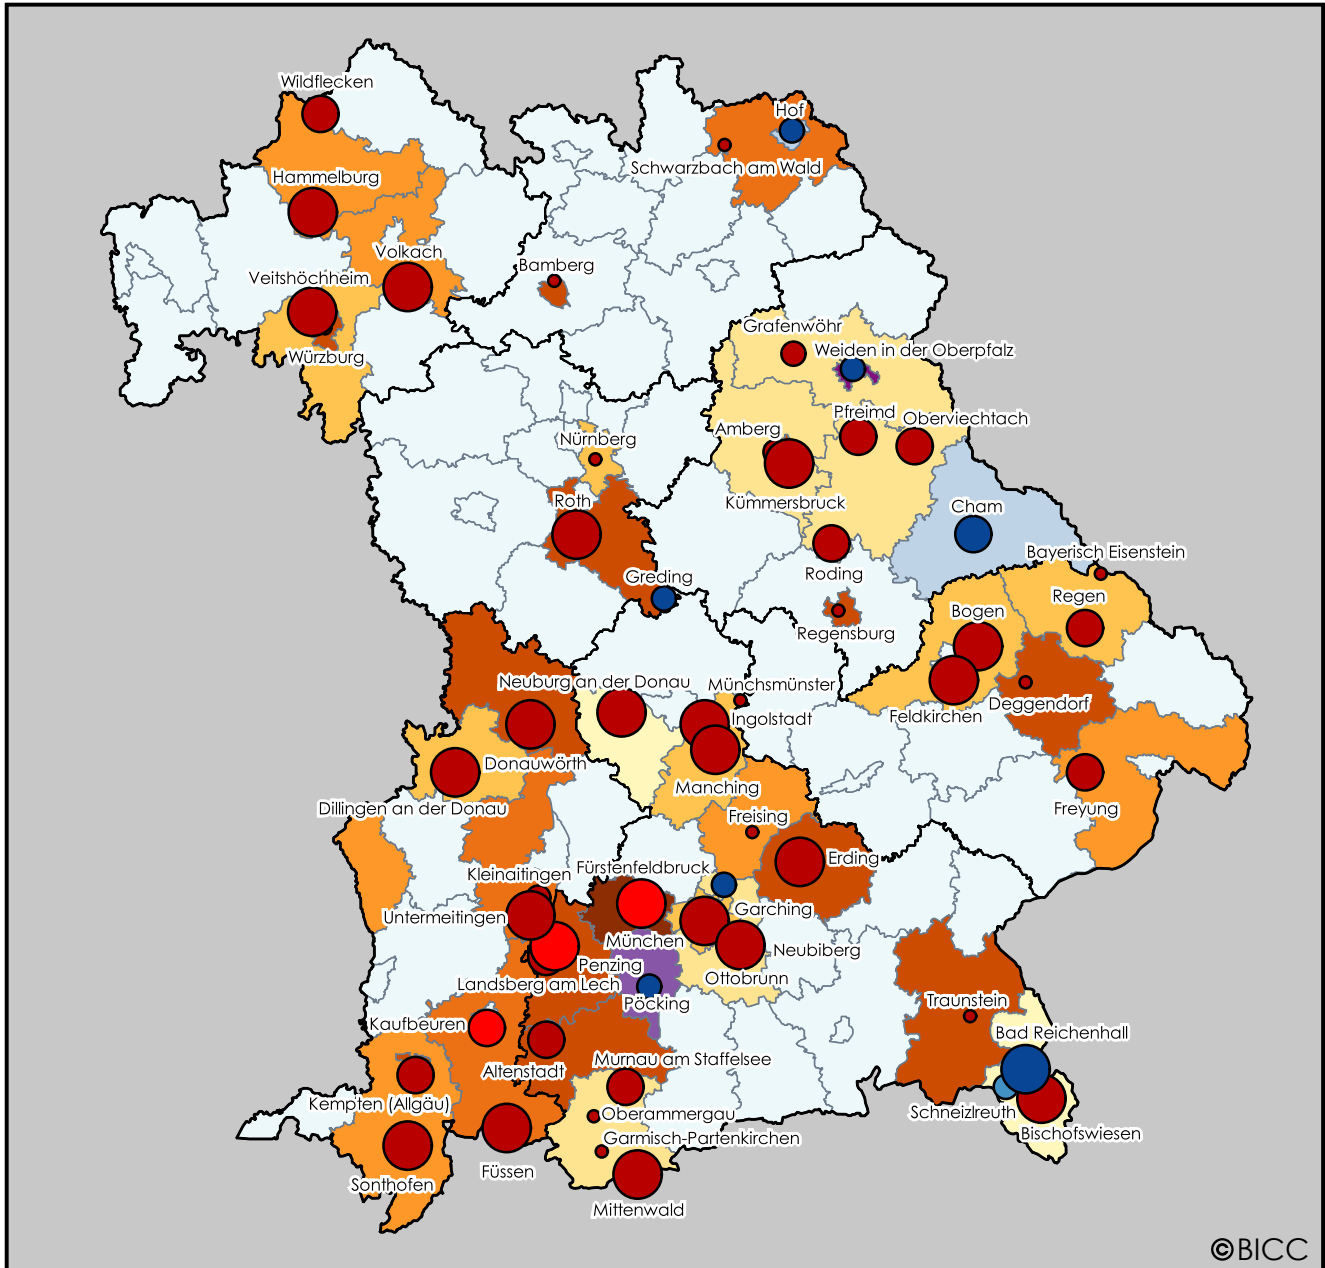 Wildflecken
Hof
Schwarzbach am Wald
Hammelburg
Volkach
Bamberg
Veitshöchheim
Würzburg
Grafenwöhr
Weiden in der Oberpfalz
Pfreimd
Oberviechtach
Amberg
Nürnberg
Kümmersbruck
Roth
Cham
Bayerisch Eisenstein
Roding
Greding
Regen
Bogen
Regensburg
Neuburg an der Donau
Münchsmünster
Deggendorf
Ingolstadt
Feldkirchen
Donauwörth
Manching
Dillingen an der Donau
Freising
Freyung
Erding
Fürstenfeldbruck
Kleinaitingen
Garching
Untermeitingen
München
Neubiberg
Penzing
Ottobrunn
Landsberg am Lech
Pöcking
Traunstein
Kaufbeuren
Bad Reichenhall
Murnau am Staffelsee
Altenstadt
Kempten (Allgäu)
Oberammergau
Schneizlreuth
Bischofswiesen
Garmisch-Partenkirchen
Füssen
Sonthofen
Mittenwald
©BICC